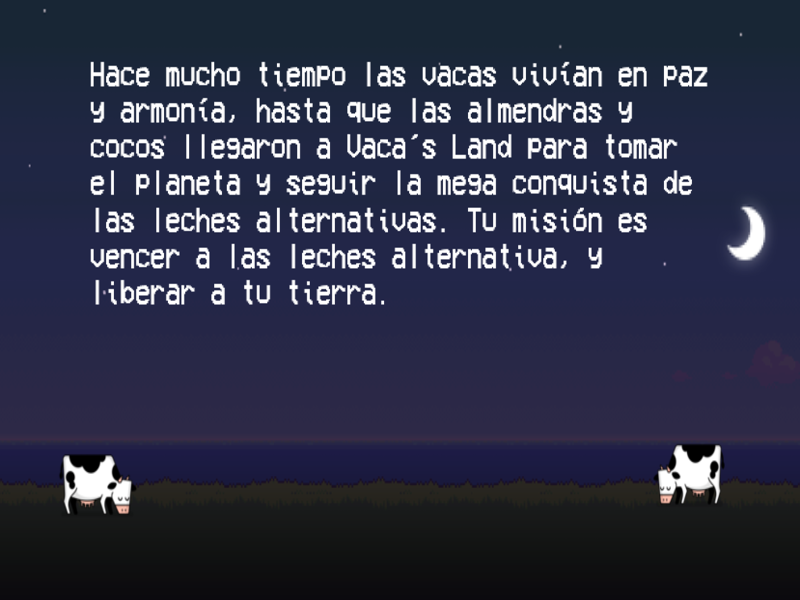 Hace mucho tiempo las vacas vivían en paz
y armonía, hasta que las almendras y
cocos llegaron a Vaca´s Land para tomar
el planeta y seguir la mega conquista de
las leches alternativas. Tu misión es
vencer a las leches alternativa, y
liberar a tu tierra.